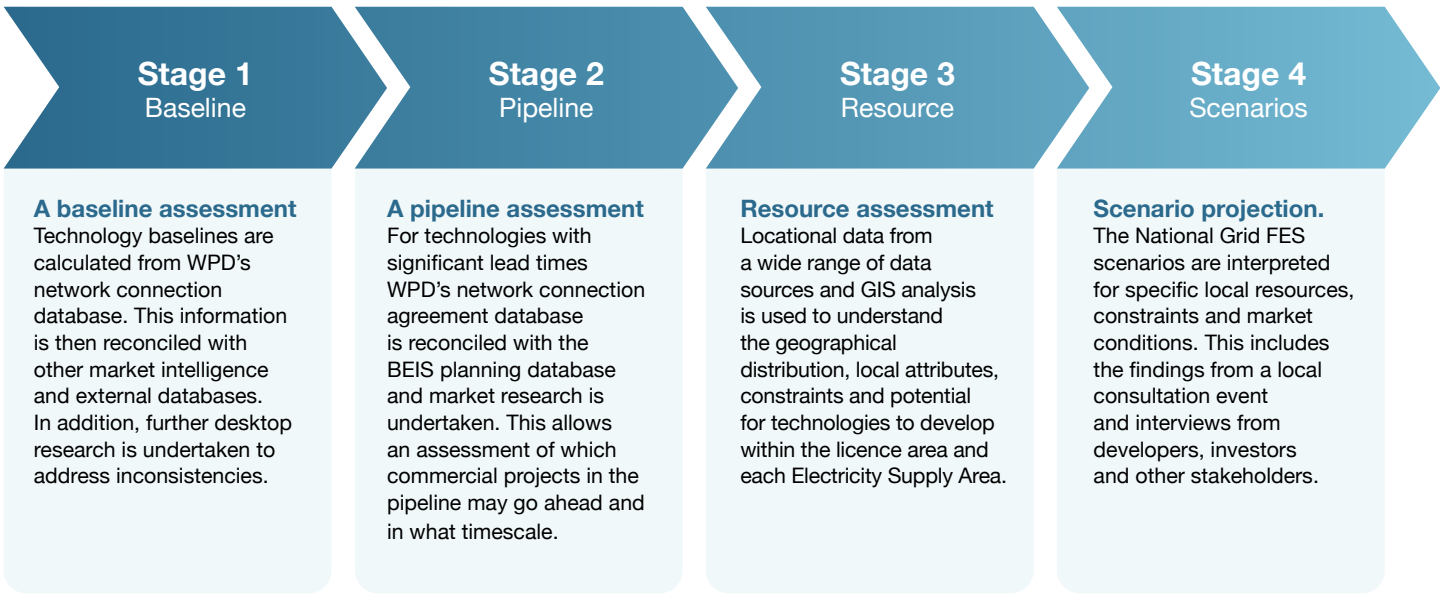 Stage 1
Baseline
Stage 2
Pipeline
Stage 3
Resource
Stage 4
Scenarios
A baseline assessment
Technology baselines are
calculated from WPD’s
network connection
database. This information
is then reconciled with
other market intelligence
and external databases.
In addition, further desktop
research is undertaken to
address inconsistencies.
A pipeline assessment
For technologies with
significant lead times
WPD’s network connection
agreement database
is reconciled with the
BEIS planning database
and market research is
undertaken. This allows
an assessment of which
commercial projects in the
pipeline may go ahead and
in what timescale.
Resource assessment
Locational data from
a wide range of data
sources and GIS analysis
is used to understand
the geographical
distribution, local attributes,
constraints and potential
for technologies to develop
within the licence area and
each Electricity Supply Area.
Scenario projection.
The National Grid FES
scenarios are interpreted
for specific local resources,
constraints and market
conditions. This includes
the findings from a local
consultation event
and interviews from
developers, investors
and other stakeholders.